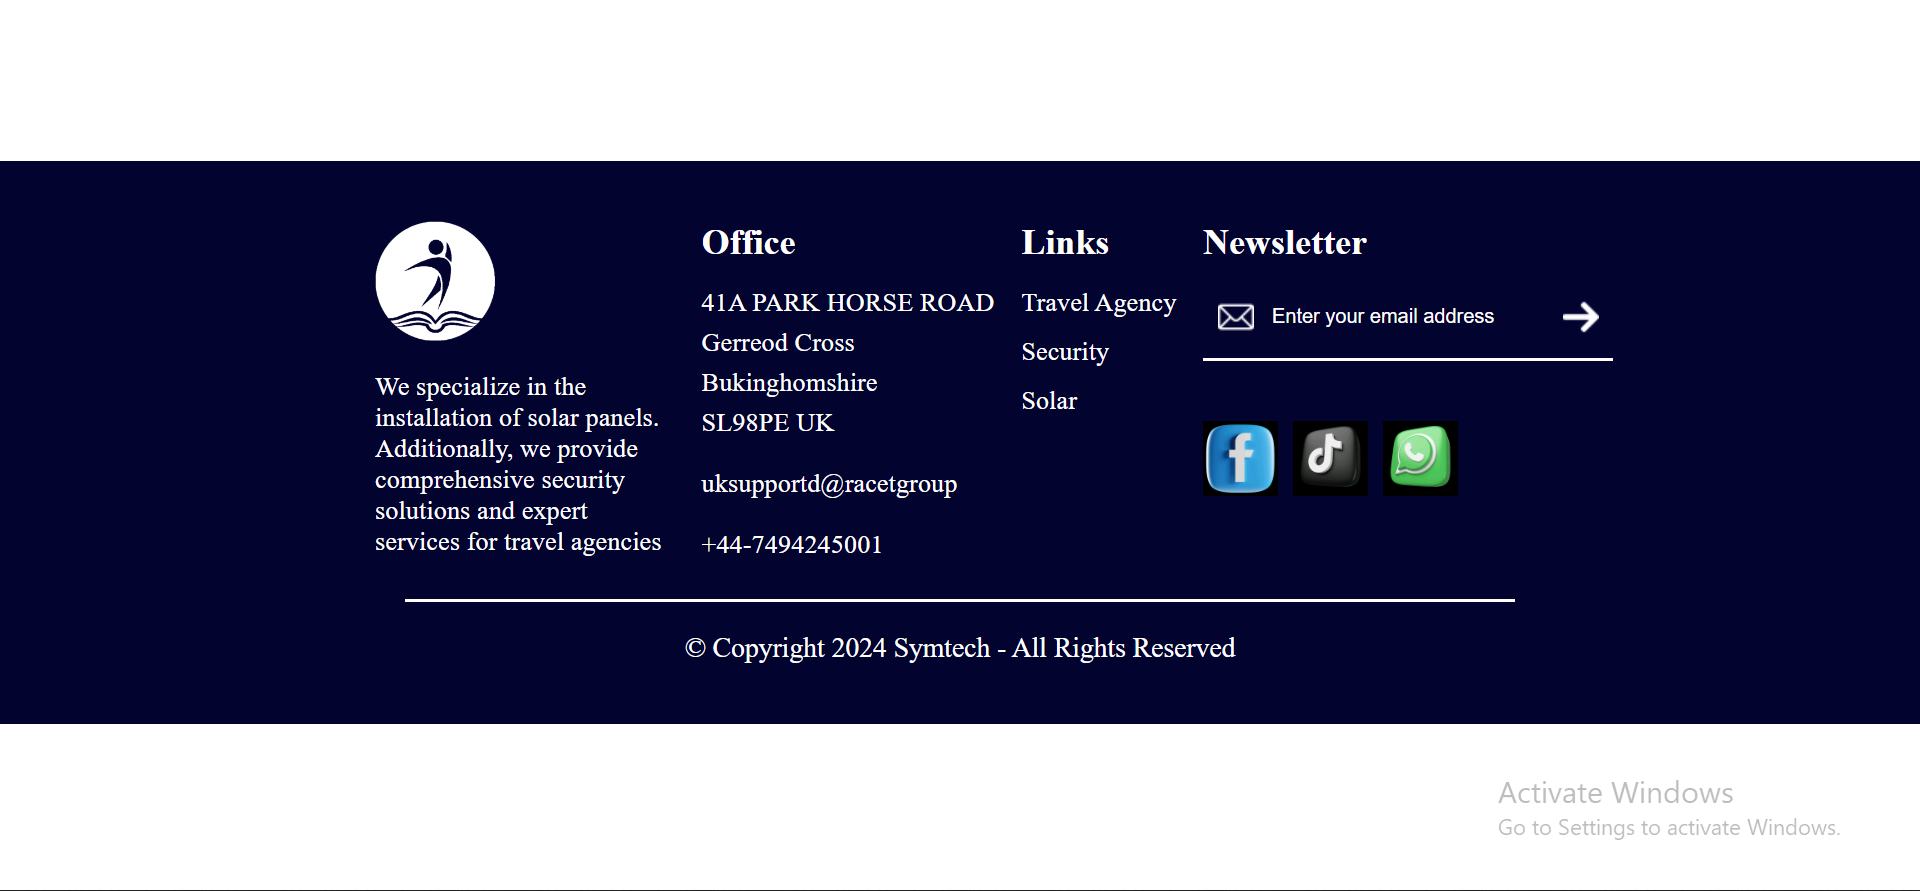 We specialize in the
installation of solar panels.
Additionally, we provide
comprehensive security
solutions and expert
services for travel agencies
Office
41A PARK HORSE ROAD
Gerreod Cross
Bukinghomshire
SL98PE UK
uksupportd@racetgroup
+44-7494245001
Links
Travel Agency
Security
Solar
Newsletter
Enter your email address
© Copyright 2024 Symtech - All Rights Reserved
Activate Windows
Go to Settings to activate Windows.